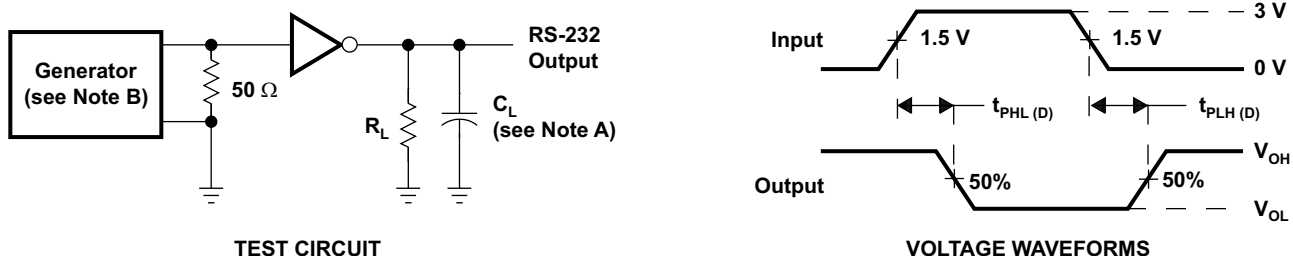 Generator
(see Note B)
50 Ω
RS-232
Output
R_L
C_L
(see Note A)
TEST CIRCUIT
Input
1.5 V
1.5 V
3 V
0 V
t_PHL (D)
t_PLH (D)
Output
50%
50%
V_OH
V_OL
VOLTAGE WAVEFORMS